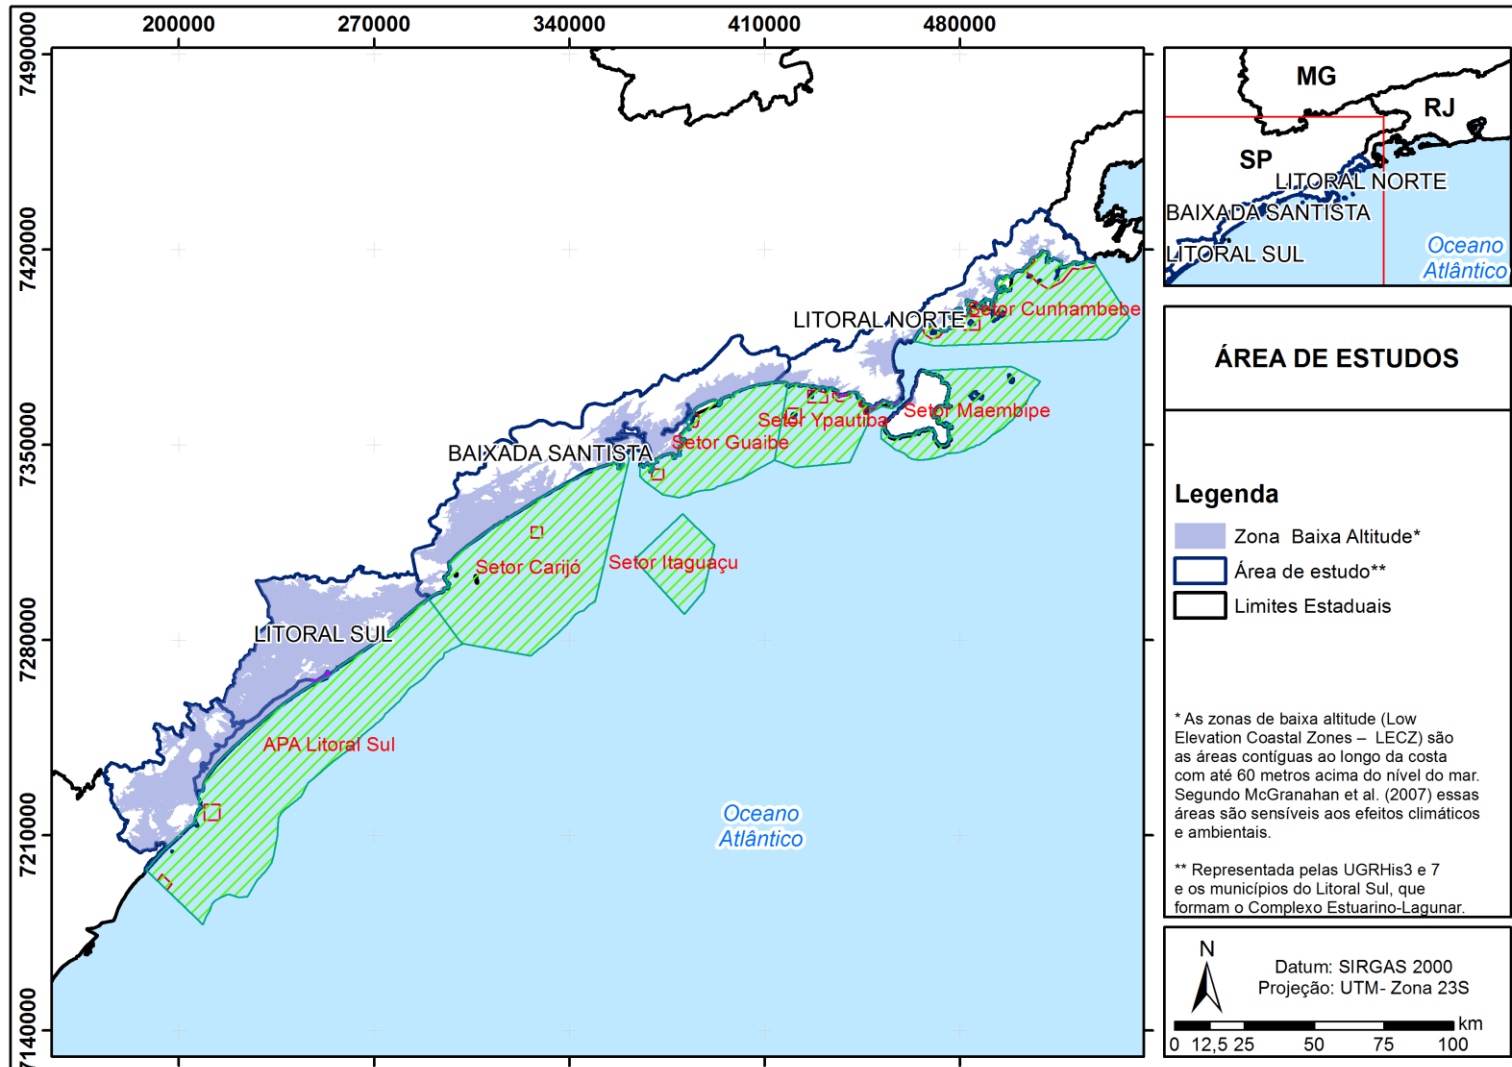 200000 270000 340000 410000 480000
7490000
7420000
7350000
7280000
7210000
7140000
LITORAL NORTE
Setor Cunhambebe
Setor Maembipe
Setor Ypautiba
Setor Guaibe
BAIXADA SANTISTA
Setor Carijó
Setor Itaguaçu
LITORAL SUL
APA Litoral Sul
Oceano
Atlântico
MG
RJ
SP
LITORAL NORTE
BAIXADA SANTISTA
LITORAL SUL
Oceano
Atlântico
ÁREA DE ESTUDOS
Legenda
Zona Baixa Altitude*
Área de estudo**
Limites Estaduais
* As zonas de baixa altitude (Low
Elevation Coastal Zones – LECZ) são
as áreas contíguas ao longo da costa
com até 60 metros acima do nível do mar.
Segundo McGranahan et al. (2007) essas
áreas são sensíveis aos efeitos climáticos
e ambientais.
** Representada pelas UGRHis3 e 7
e os municípios do Litoral Sul, que
formam o Complexo Estuarino-Lagunar.
N
Datum: SIRGAS 2000
Projeção: UTM- Zona 23S
km
0 12,5 25 50 75 100